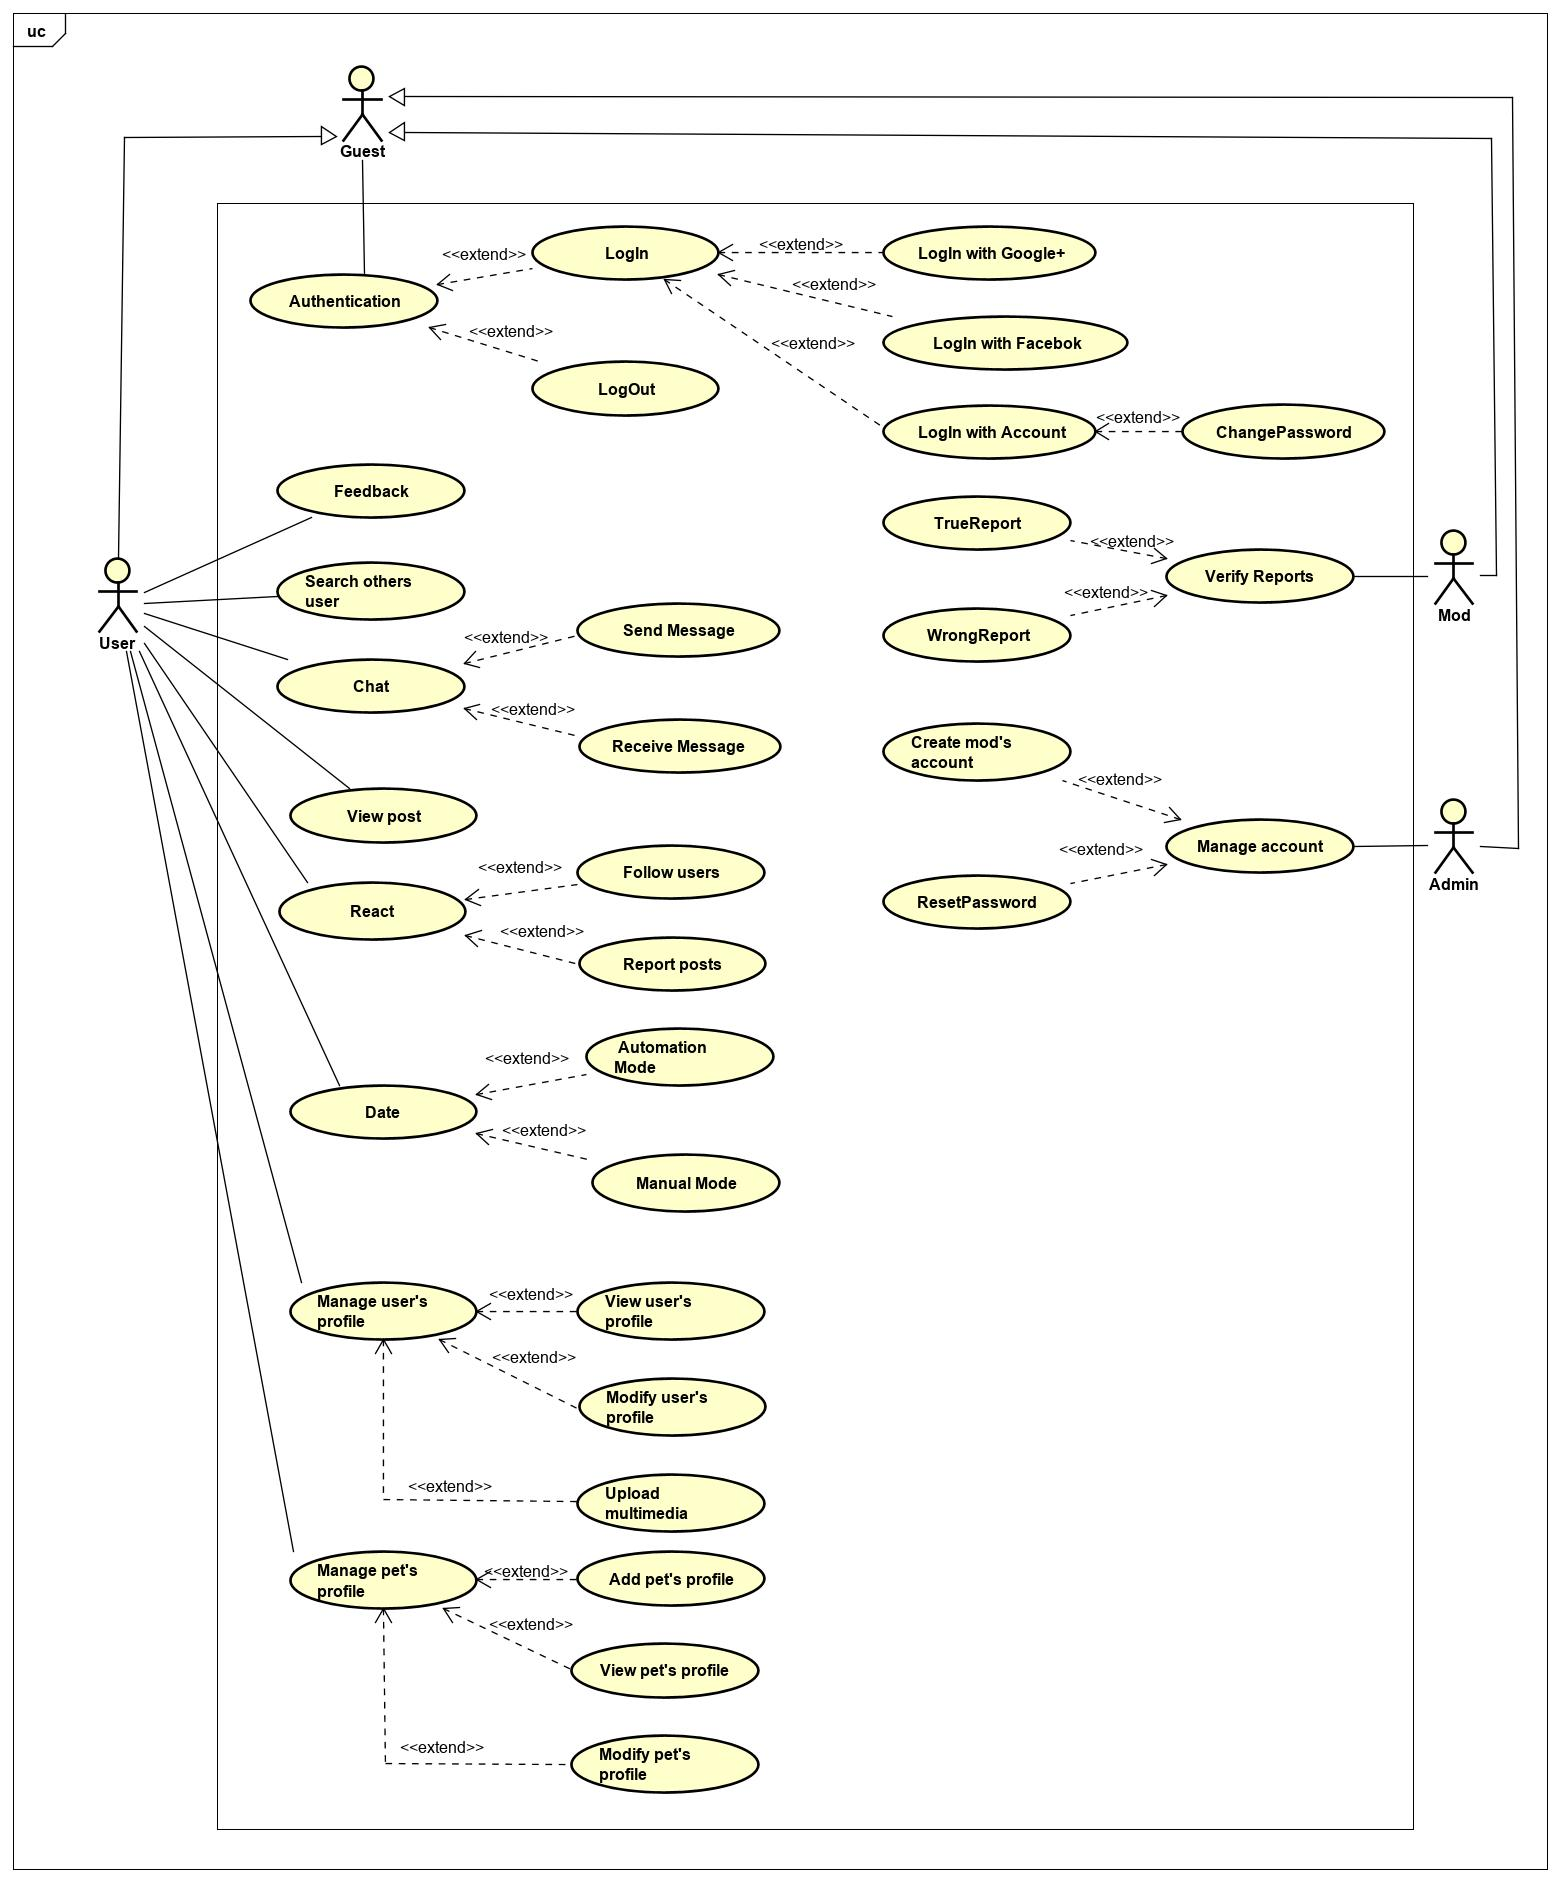 uc
Guest
<<extend>>
LogIn
<<extend>>
LogIn with Google+
Authentication
<<extend>>
<<extend>>
<<extend>>
LogIn with Facebok
LogOut
LogIn with Account
<<extend>>
ChangePassword
Feedback
TrueReport
<<extend>>
Verify Reports
Mod
Search others
user
<<extend>>
WrongReport
User
<<extend>>
Send Message
Chat
<<extend>>
Receive Message
Create mod's
account
<<extend>>
View post
<<extend>>
Manage account
Admin
<<extend>>
Follow users
ResetPassword
React
<<extend>>
Report posts
<<extend>>
Automation
Mode
Date
<<extend>>
Manual Mode
Manage user's
profile
<<extend>>
View user's
profile
<<extend>>
Modify user's
profile
<<extend>>
Upload
multimedia
Manage pet's
profile
<<extend>>
Add pet's profile
<<extend>>
View pet's profile
<<extend>>
Modify pet's
profile